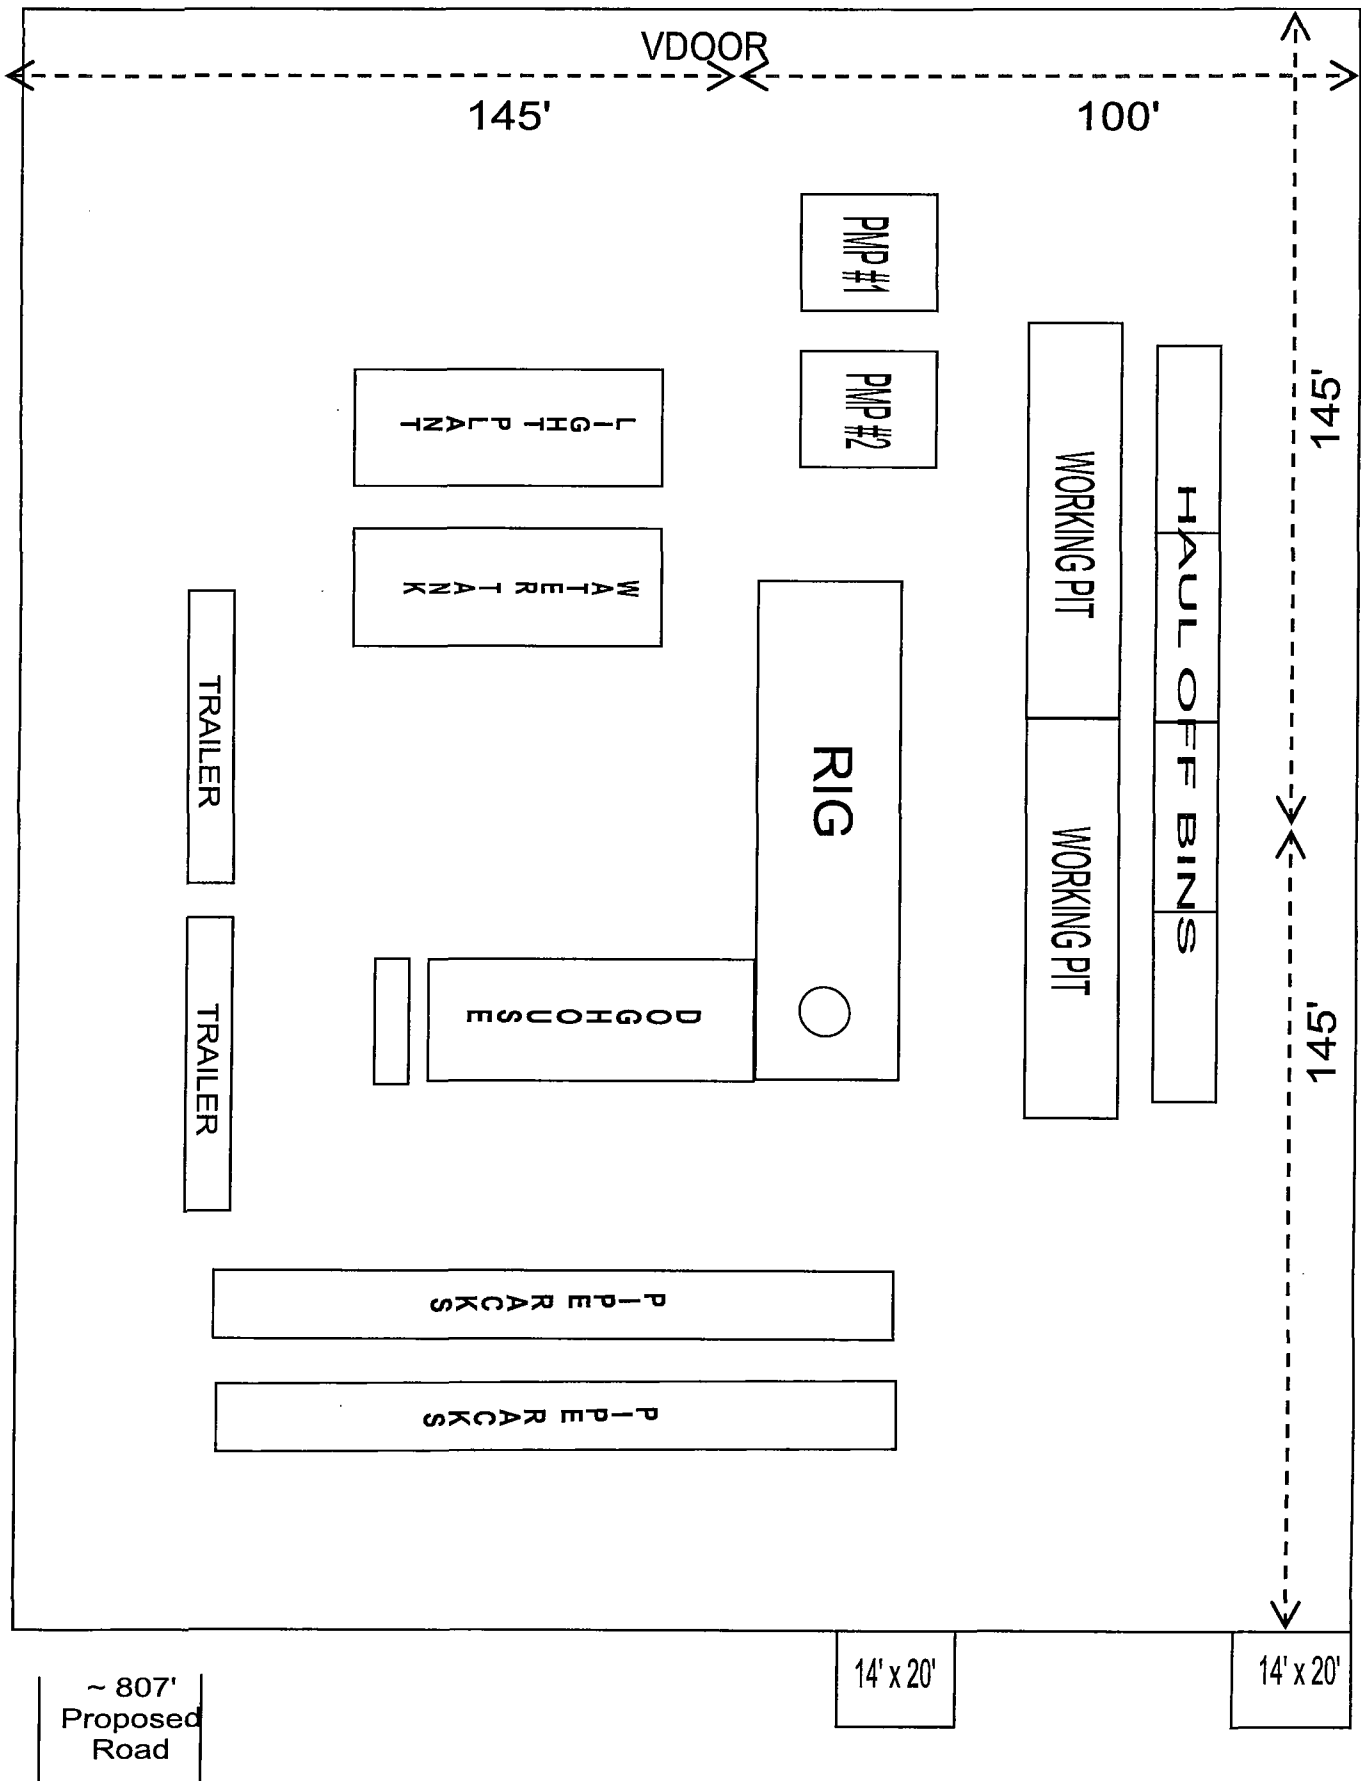 VDOOR
145'
100'
PMP #1
PMP #2
LIGHT PLANT
WATER TANK
WORKING PIT
HAUL OFF BINS
145'
TRAILER
RIG
WORKING PIT
DOGHOUSE
TRAILER
145'
PIPE RACKS
PIPE RACKS
14' x 20'
14' x 20'
~ 807'
Proposed
Road